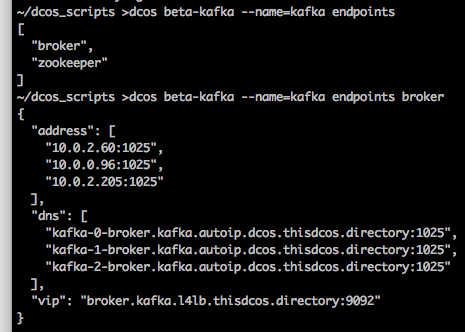 ~/dcos_scripts >dcos beta-kafka --name=kafka endpoints
[
  "broker",
  "zookeeper"
]
~/dcos_scripts >dcos beta-kafka --name=kafka endpoints broker
{
  "address": [
    "10.0.2.60:1025",
    "10.0.0.96:1025",
    "10.0.2.205:1025"
  ],
  "dns": [
    "kafka-0-broker.kafka.autoip.dcos.thisdcos.directory:1025",
    "kafka-1-broker.kafka.autoip.dcos.thisdcos.directory:1025",
    "kafka-2-broker.kafka.autoip.dcos.thisdcos.directory:1025"
  ],
  "vip": "broker.kafka.l4lb.thisdcos.directory:9092"
}